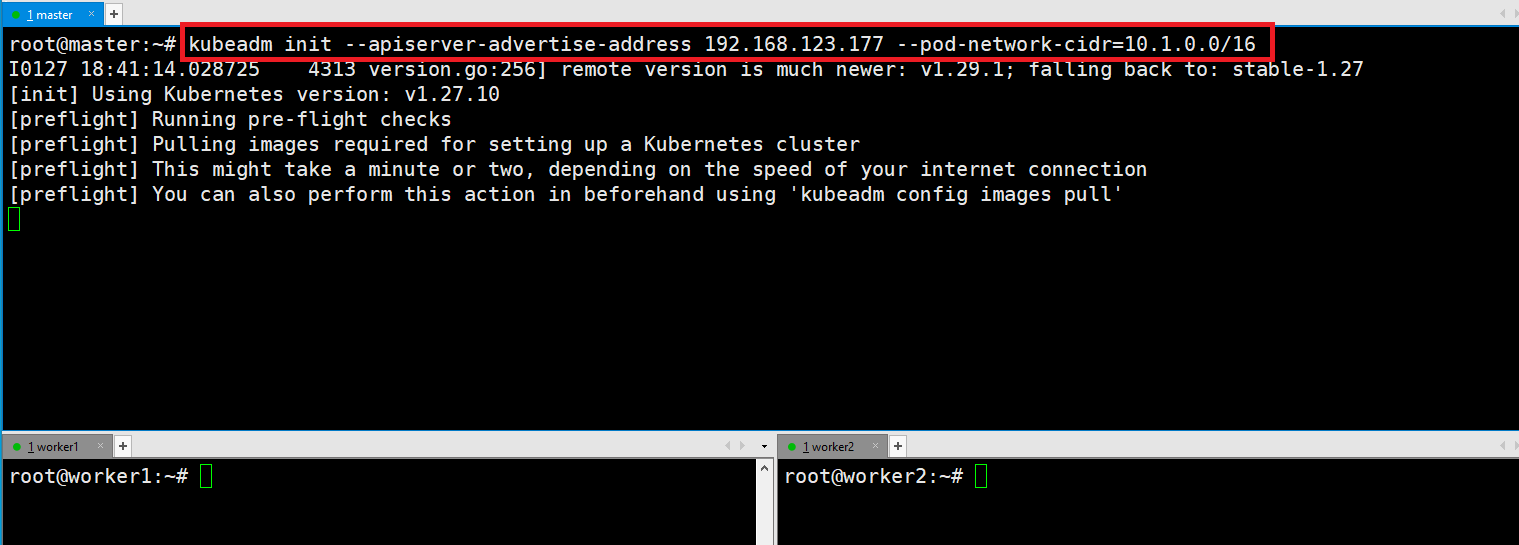 1 master × +
root@master:~# kubeadm init --apiserver-advertise-address 192.168.123.177 --pod-network-cidr=10.1.0.0/16
I0127 18:41:14.028725    4313 version.go:256] remote version is much newer: v1.29.1; falling back to: stable-1.27
[init] Using Kubernetes version: v1.27.10
[preflight] Running pre-flight checks
[preflight] Pulling images required for setting up a Kubernetes cluster
[preflight] This might take a minute or two, depending on the speed of your internet connection
[preflight] You can also perform this action in beforehand using 'kubeadm config images pull'
1 worker1 × +
root@worker1:~#
1 worker2 × +
root@worker2:~#